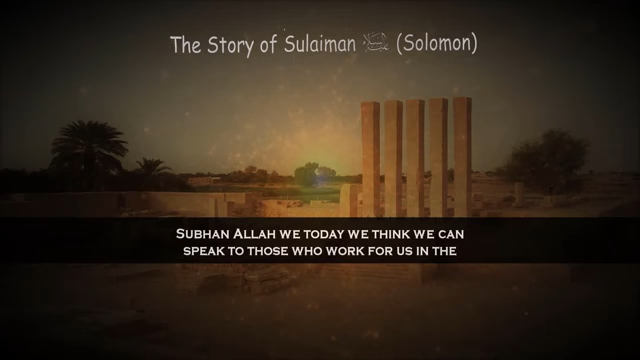 The Story of Sulaiman (Solomon)
SUBHAN ALLAH WE TODAY WE THINK WE CAN
SPEAK TO THOSE WHO WORK FOR US IN THE